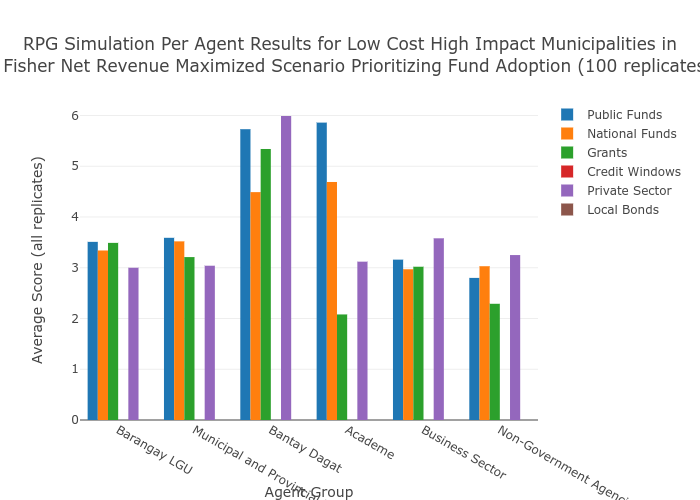 RPG Simulation Per Agent Results for Low Cost High Impact Municipalities in
Fisher Net Revenue Maximized Scenario Prioritizing Fund Adoption (100 replicates
Public Funds
National Funds
Grants
Credit Windows
Private Sector
Local Bonds
Average Score (all replicates)
6
5
4
3
2
1
0
Barangay LGU
Municipal and
Bantay Dagat
Academe
Business Sector
Non-Government
Agent Group